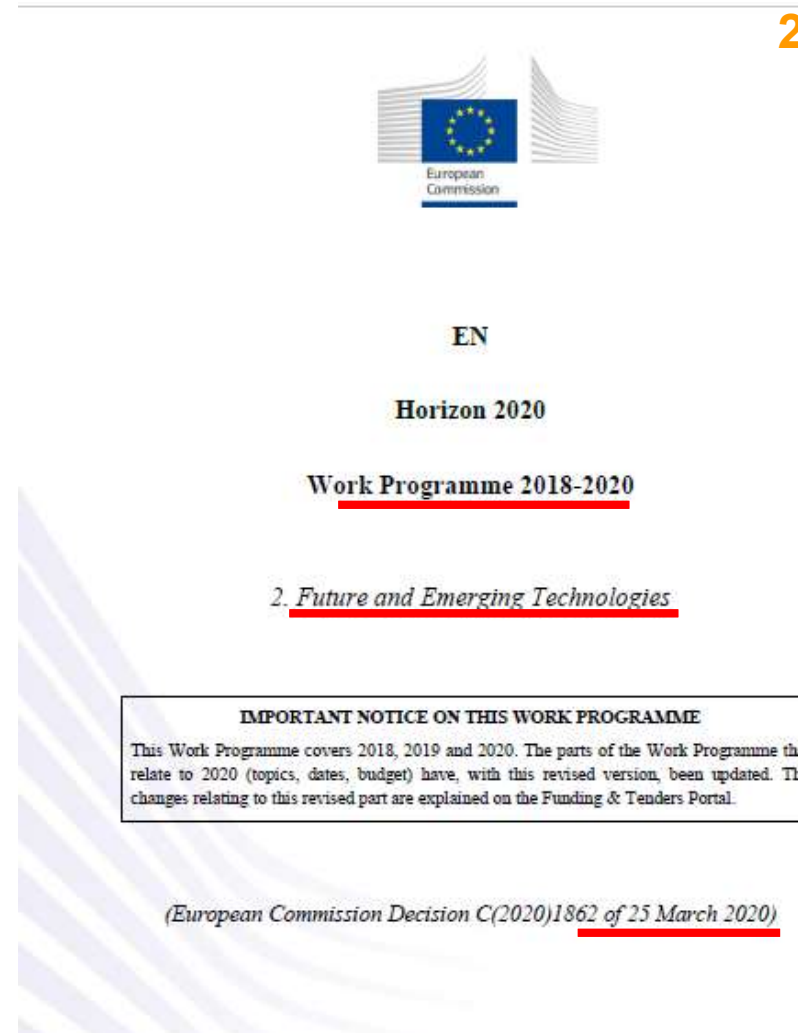 2
European
Commission
EN
Horizon 2020
Work Programme 2018-2020
2. Future and Emerging Technologies
IMPORTANT NOTICE ON THIS WORK PROGRAMME
This Work Programme covers 2018, 2019 and 2020. The parts of the Work Programme th
relate to 2020 (topics, dates, budget) have, with this revised version, been updated. Th
changes relating to this revised part are explained on the Funding & Tenders Portal.
(European Commission Decision C(2020)1862 of 25 March 2020)